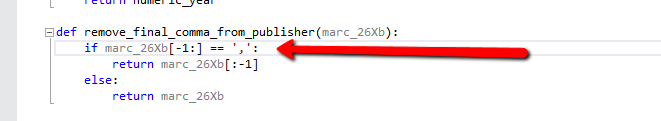 return numeric_year
def remove_final_comma_from_publisher(marc_26Xb):
if marc_26Xb[-1:] == ',':
return marc_26Xb[:-1]
else:
return marc_26Xb